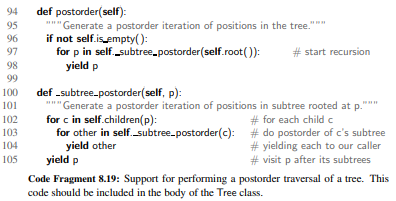 94 def postorder(self):
95 """Generate a postorder iteration of positions in the tree."""
96 if not self.is_empty():
97 for p in self._subtree_postorder(self.root()): # start recursion
98 yield p
99
100 def _subtree_postorder(self, p):
101 """Generate a postorder iteration of positions in subtree rooted at p."""
102 for c in self.children(p): # for each child c
103 for other in self._subtree_postorder(c): # do postorder of c's subtree
104 yield other # yielding each to our caller
105 yield p # visit p after its subtrees
Code Fragment 8.19: Support for performing a postorder traversal of a tree. This
code should be included in the body of the Tree class.